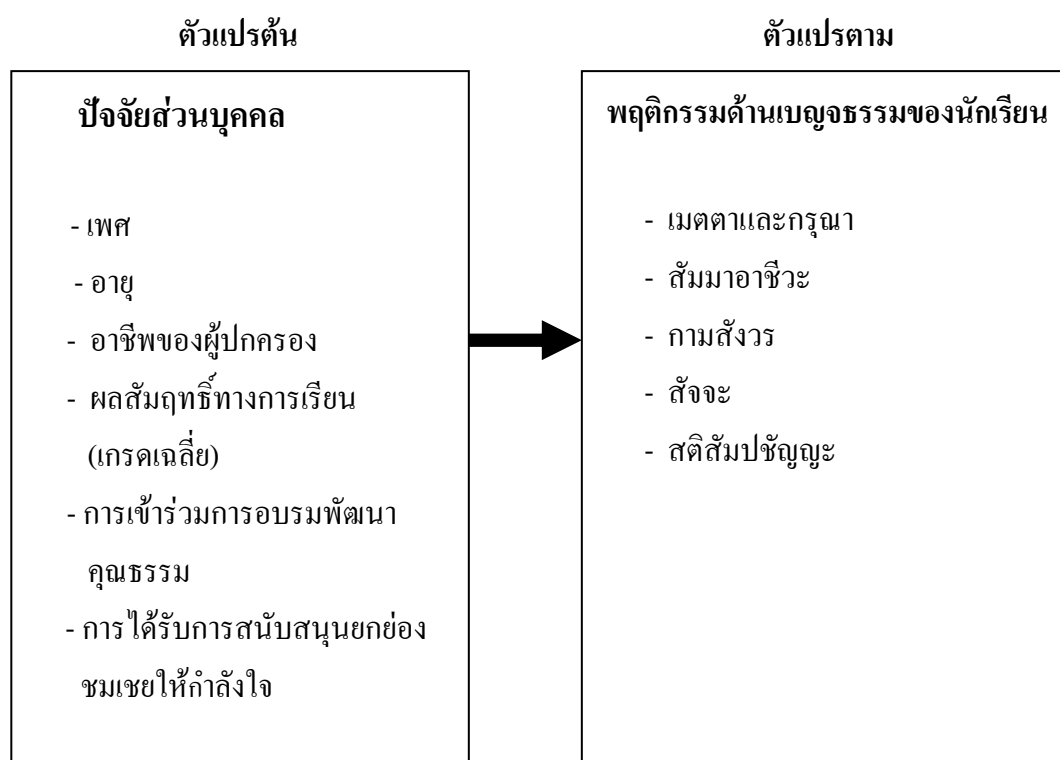 ตัวแปรต้น
ปัจจัยส่วนบุคคล
- เพศ
- อายุ
- อาชีพของผู้ปกครอง
- ผลสัมฤทธิ์ทางการเรียน
(เกรดเฉลี่ย)
- การเข้าร่วมการอบรมพัฒนา
คุณธรรม
- การได้รับการสนับสนุนยกย่อง
ชมเชยให้กำลังใจ
ตัวแปรตาม
พฤติกรรมด้านเบญจธรรมของนักเรียน
- เมตตาและกรุณา
- สัมมาอาชีวะ
- กามสังวร
- สัจจะ
- สติสัมปชัญญะ